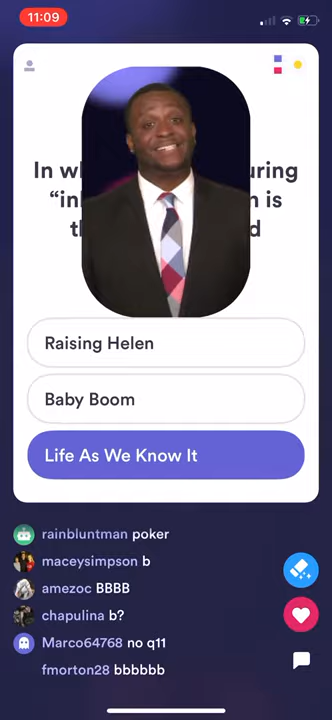 11:09
In wh uring
"in n is
th d
Raising Helen
Baby Boom
Life As We Know It
rainbluntman poker
maceysimpson b
amezoc BBBB
chapulina b?
Marco64768 no q11
fmorton28 bbbbbb